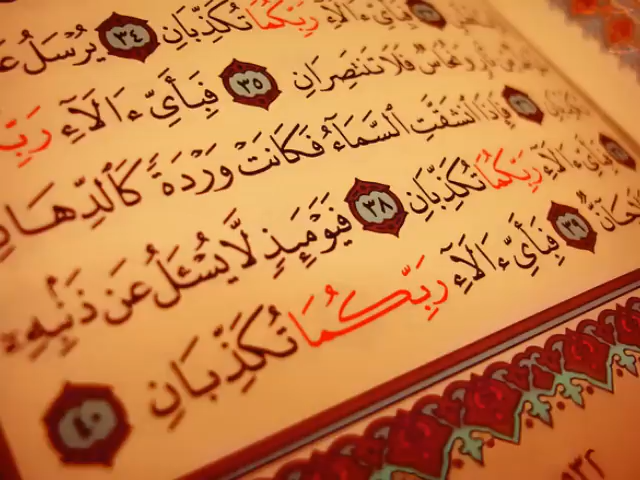 فَبِأَيِّ ءَالَآءِ رَبِّكُمَا تُكَذِّبَانِ ٣٤ يُرْسَلُ
وَنُحَاسٌ فَلَا تَنتَصِرَانِ ٣٥ فَبِأَيِّ ءَالَآءِ
فَإِذَا ٱنشَقَّتِ ٱلسَّمَآءُ فَكَانَتْ وَرْدَةً كَٱلدِّهَانِ
فَبِأَيِّ ءَالَآءِ رَبِّكُمَا تُكَذِّبَانِ ٣٨ فَيَوْمَئِذٍ لَّا يُسْـَٔلُ عَن ذَنۢبِهِۦٓ
جَآنٌّ ٣٩ فَبِأَيِّ ءَالَآءِ رَبِّكُمَا تُكَذِّبَانِ ٤٠
٥٣٢